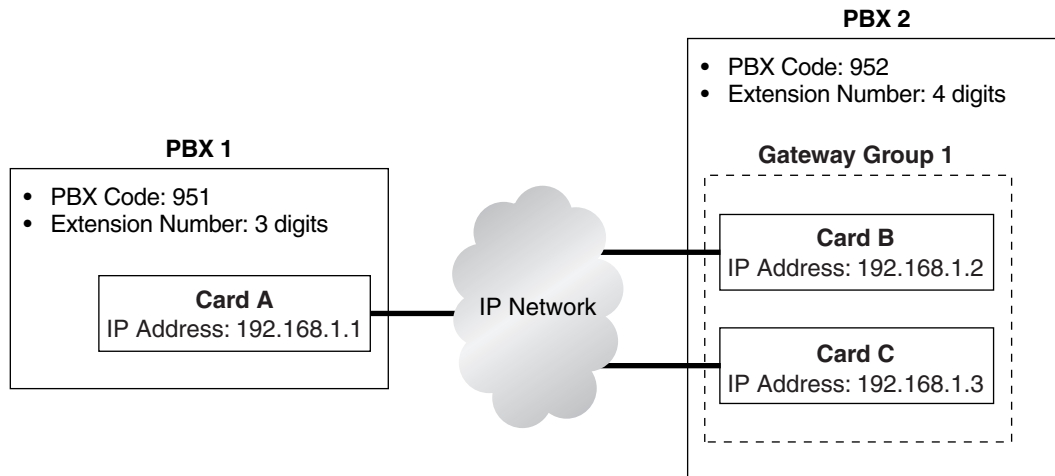 PBX 1
• PBX Code: 951
• Extension Number: 3 digits
Card A
IP Address: 192.168.1.1
IP Network
PBX 2
• PBX Code: 952
• Extension Number: 4 digits
Gateway Group 1
Card B
IP Address: 192.168.1.2
Card C
IP Address: 192.168.1.3